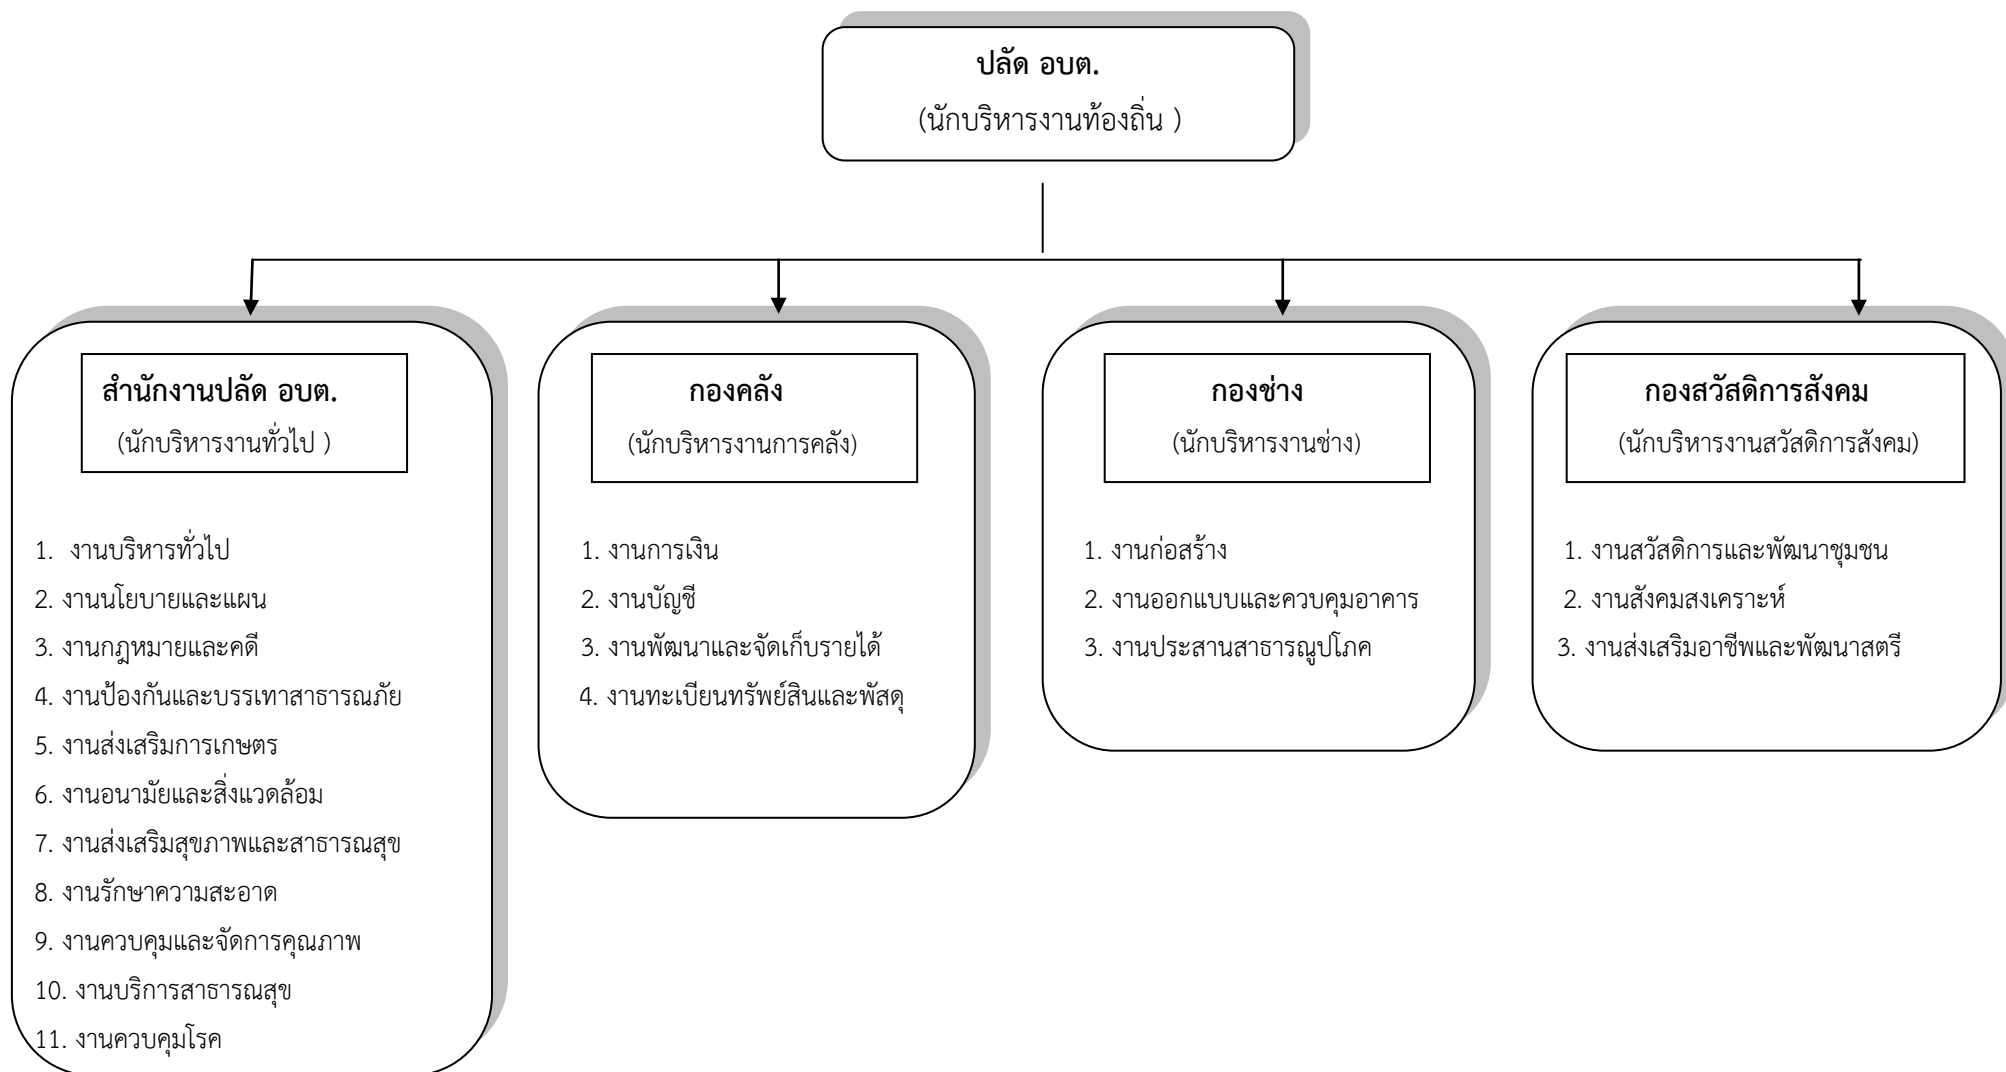 ปลัด อบต.
(นักบริหารงานท้องถิ่น )
สำนักงานปลัด อบต.
(นักบริหารงานทั่วไป )
1. งานบริหารทั่วไป
2. งานนโยบายและแผน
3. งานกฎหมายและคดี
4. งานป้องกันและบรรเทาสาธารณภัย
5. งานส่งเสริมการเกษตร
6. งานอนามัยและสิ่งแวดล้อม
7. งานส่งเสริมสุขภาพและสาธารณสุข
8. งานรักษาความสะอาด
9. งานควบคุมและจัดการคุณภาพ
10. งานบริการสาธารณสุข
11. งานควบคุมโรค
กองคลัง
(นักบริหารงานการคลัง)
1. งานการเงิน
2. งานบัญชี
3. งานพัฒนาและจัดเก็บรายได้
4. งานทะเบียนทรัพย์สินและพัสดุ
กองช่าง
(นักบริหารงานช่าง)
1. งานก่อสร้าง
2. งานออกแบบและควบคุมอาคาร
3. งานประสานสาธารณูปโภค
กองสวัสดิการสังคม
(นักบริหารงานสวัสดิการสังคม)
1. งานสวัสดิการและพัฒนาชุมชน
2. งานสังคมสงเคราะห์
3. งานส่งเสริมอาชีพและพัฒนาสตรี